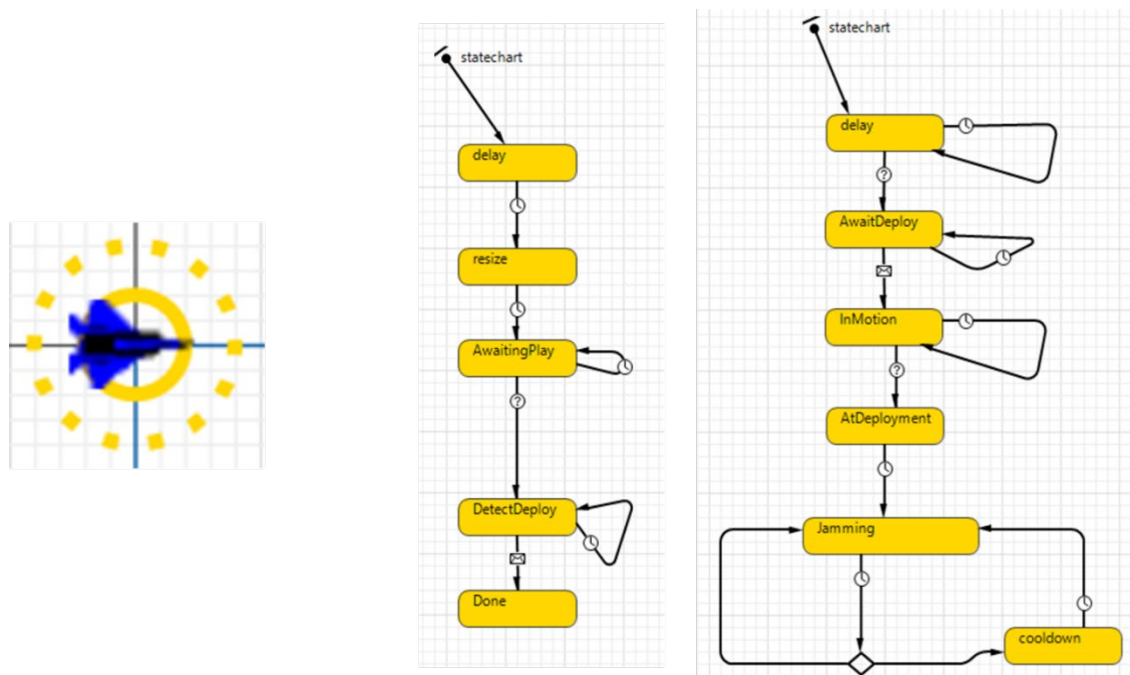 statechart
delay
resize
AwaitingPlay
?
DetectDeploy
Done
statechart
delay
?
AwaitDeploy
InMotion
?
AtDeployment
Jamming
cooldown